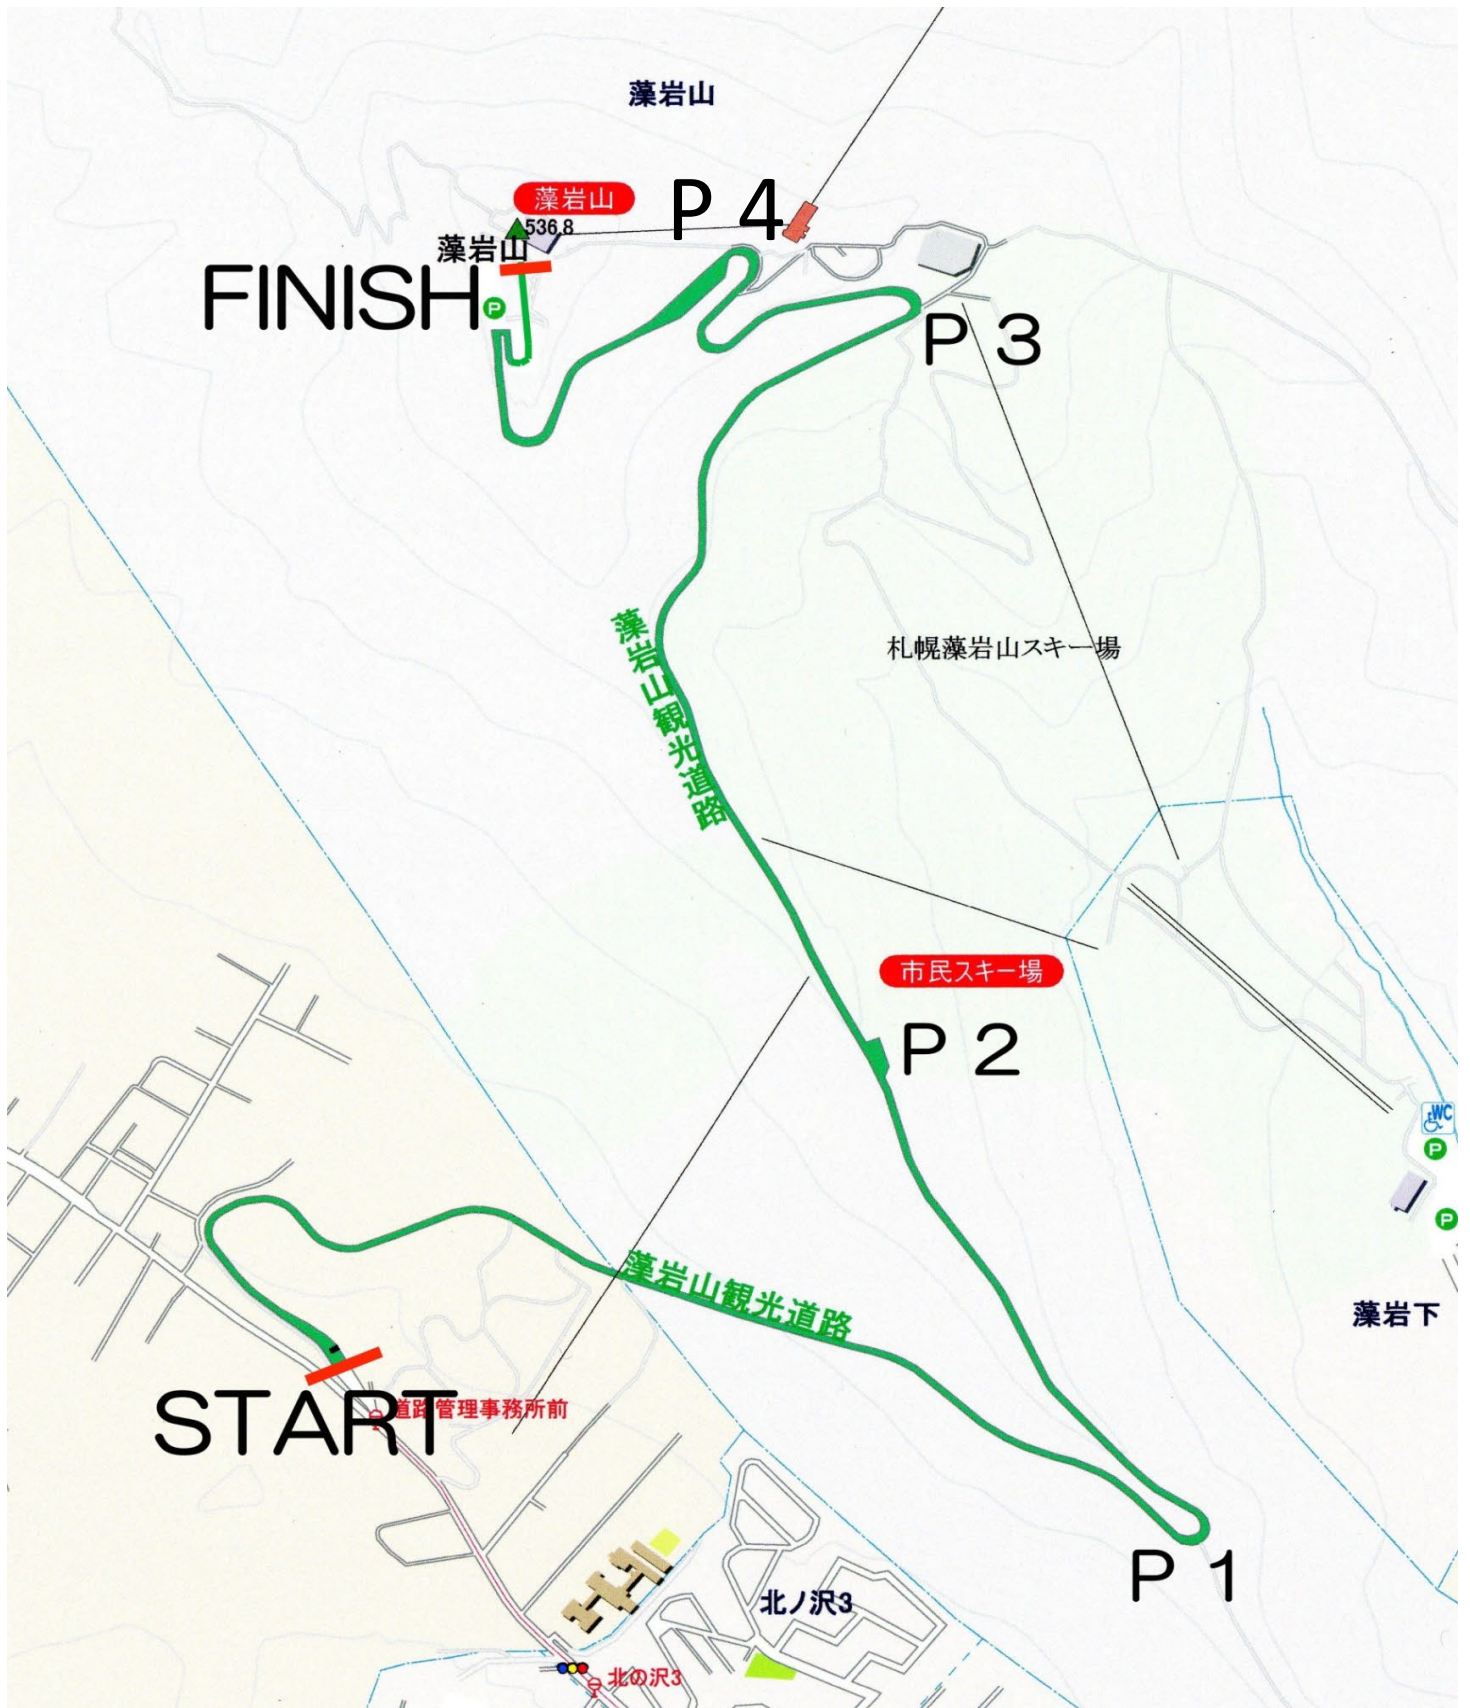 藻岩山
藻岩山
P 4
536.8
藻岩山
FINISH
P
P 3
藻岩山観光道路
札幌藻岩山スキー場
市民スキー場
P 2
WC
P
P
藻岩山観光道路
藻岩下
START
道路管理事務所前
P 1
北ノ沢3
北の沢3